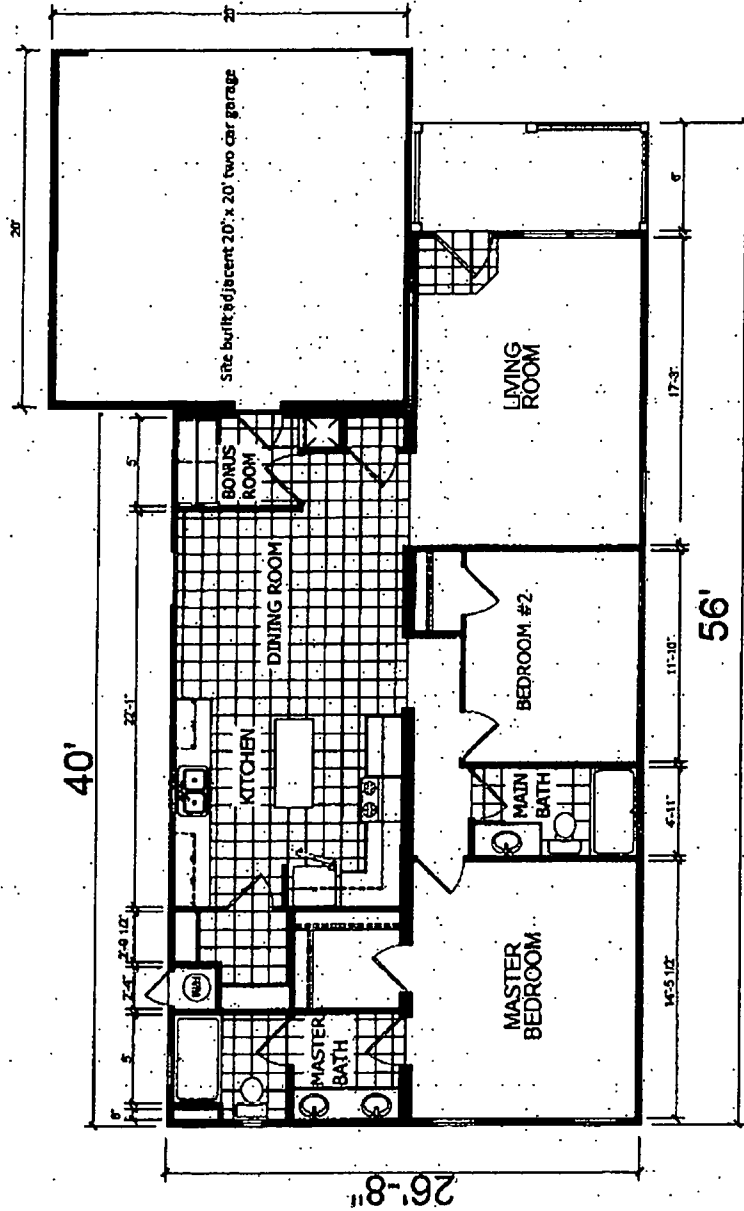 20'
20'
Site built adjacent 20' x 20' two car garage
40'
5'
22'-1"
2'-4"
5'
BONUS
ROOM
DINING ROOM
KITCHEN
MASTER
BATH
LIVING
ROOM
BEDROOM #2
MAIN
BATH
MASTER
BEDROOM
6'
17'-3"
11'-10"
4'-11"
14'-5 1/2"
56'
26'-8"